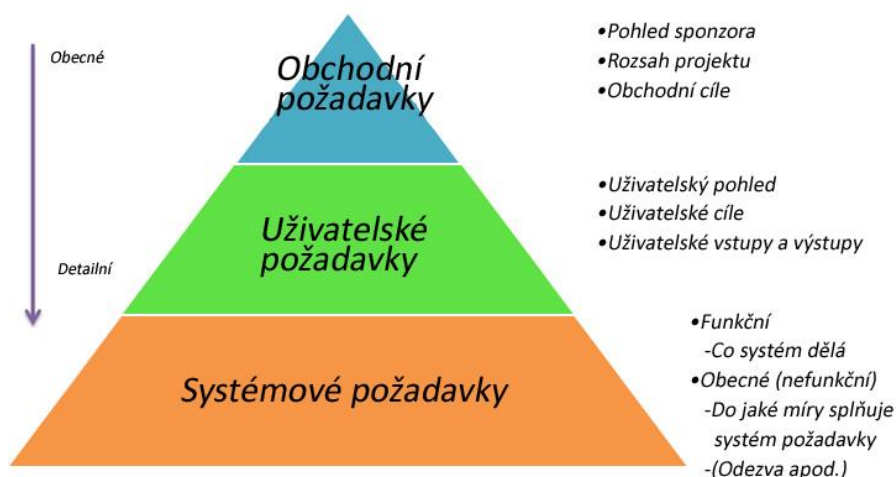 Obecné
Detailní
Obchodní
požadavky
•Pohled sponzora
•Rozsah projektu
•Obchodní cíle
Uživatelské
požadavky
•Uživatelský pohled
•Uživatelské cíle
•Uživatelské vstupy a výstupy
Systémové požadavky
•Funkční
-Co systém dělá
•Obecné (nefunkční)
-Do jaké míry splňuje
systém požadavky
-(Odezva apod.)